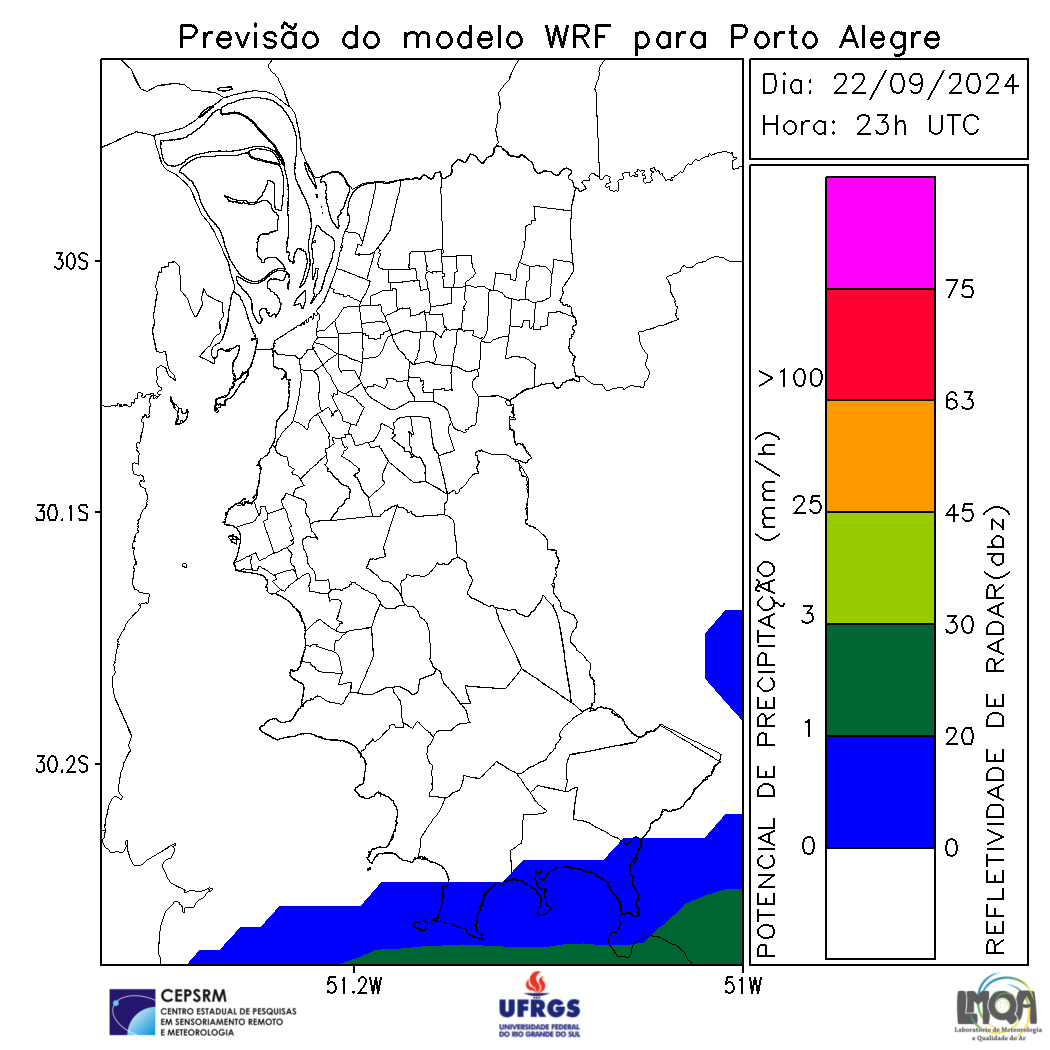 Previsão do modelo WRF para Porto Alegre
Dia: 22/09/2024
Hora: 23h UTC
30S
30.1S
30.2S
51.2W
51W
POTENCIAL DE PRECIPITAÇÃO (mm/h)
>100
25
3
1
0
75
63
45
30
20
0
REFLETIVIDADE DE RADAR(dbz)
CEPSRM
CENTRO ESTADUAL DE PESQUISAS
EM SENSORIAMENTO REMOTO
E METEOROLOGIA
UFRGS
UNIVERSIDADE FEDERAL
DO RIO GRANDE DO SUL
LMQA
Laboratório de Meteorologia
e Qualidade do Ar